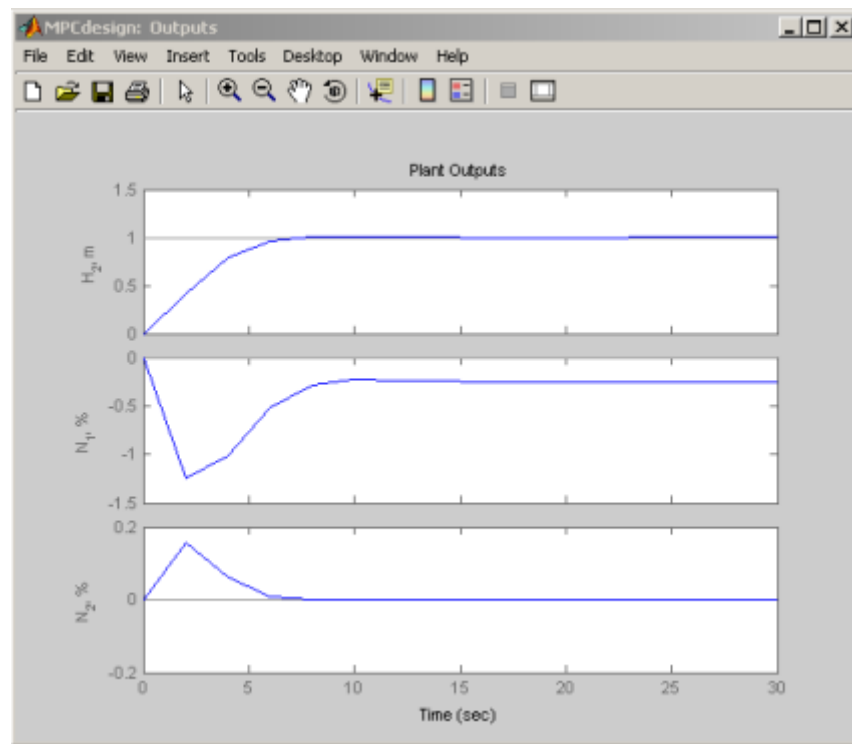 MPCdesign: Outputs
File Edit View Insert Tools Desktop Window Help
Plant Outputs
1.5
1
0.5
0
H₂, m
0
-0.5
-1
-1.5
N₁, %
0.2
0
-0.2
N₂, %
0 5 10 15 20 25 30
Time (sec)